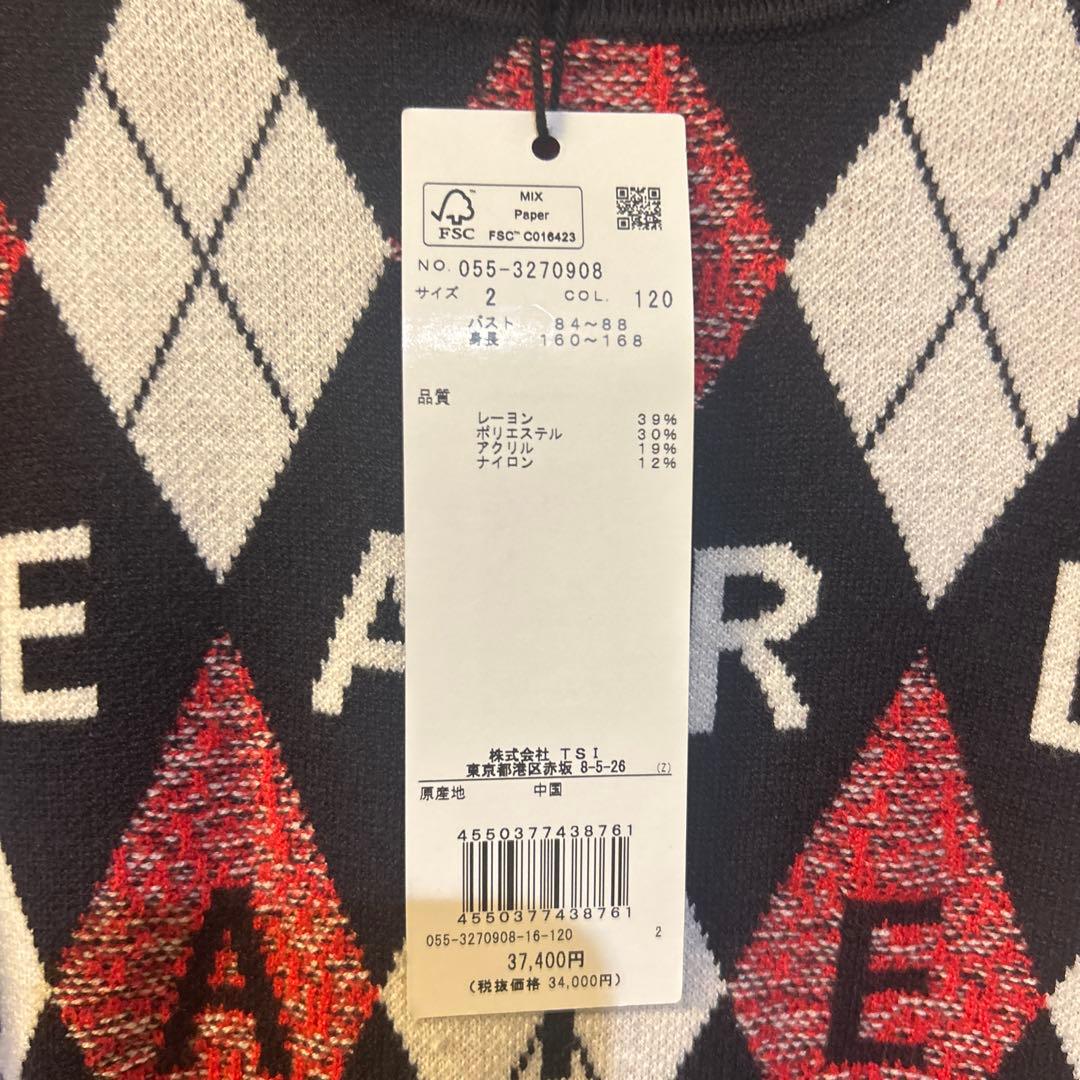 MIX
Paper
FSC™ C016423
FSC
NO. 055-3270908
サイズ 2 COL. 120
バスト 84～88
身長 160～168
品質
レーヨン 39%
ポリエステル 30%
アクリル 19%
ナイロン 12%
E A R L
株式会社 TSI
東京都港区赤坂 8-5-26 (Z)
原産地 中国
4550377438761
4550377438761
055-3270908-16-120 2
37,400円
(税抜価格 34,000円)
A E